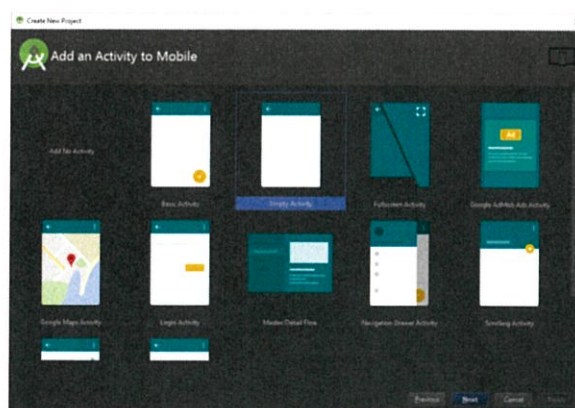 Create New Project
Add an Activity to Mobile
Add No Activity
Basic Activity
Empty Activity
Fullscreen Activity
Google AdMob Ads Activity
Ad
Google Maps Activity
Login Activity
Master/Detail Flow
Navigation Drawer Activity
Scrolling Activity
Previous
Next
Cancel
Finish